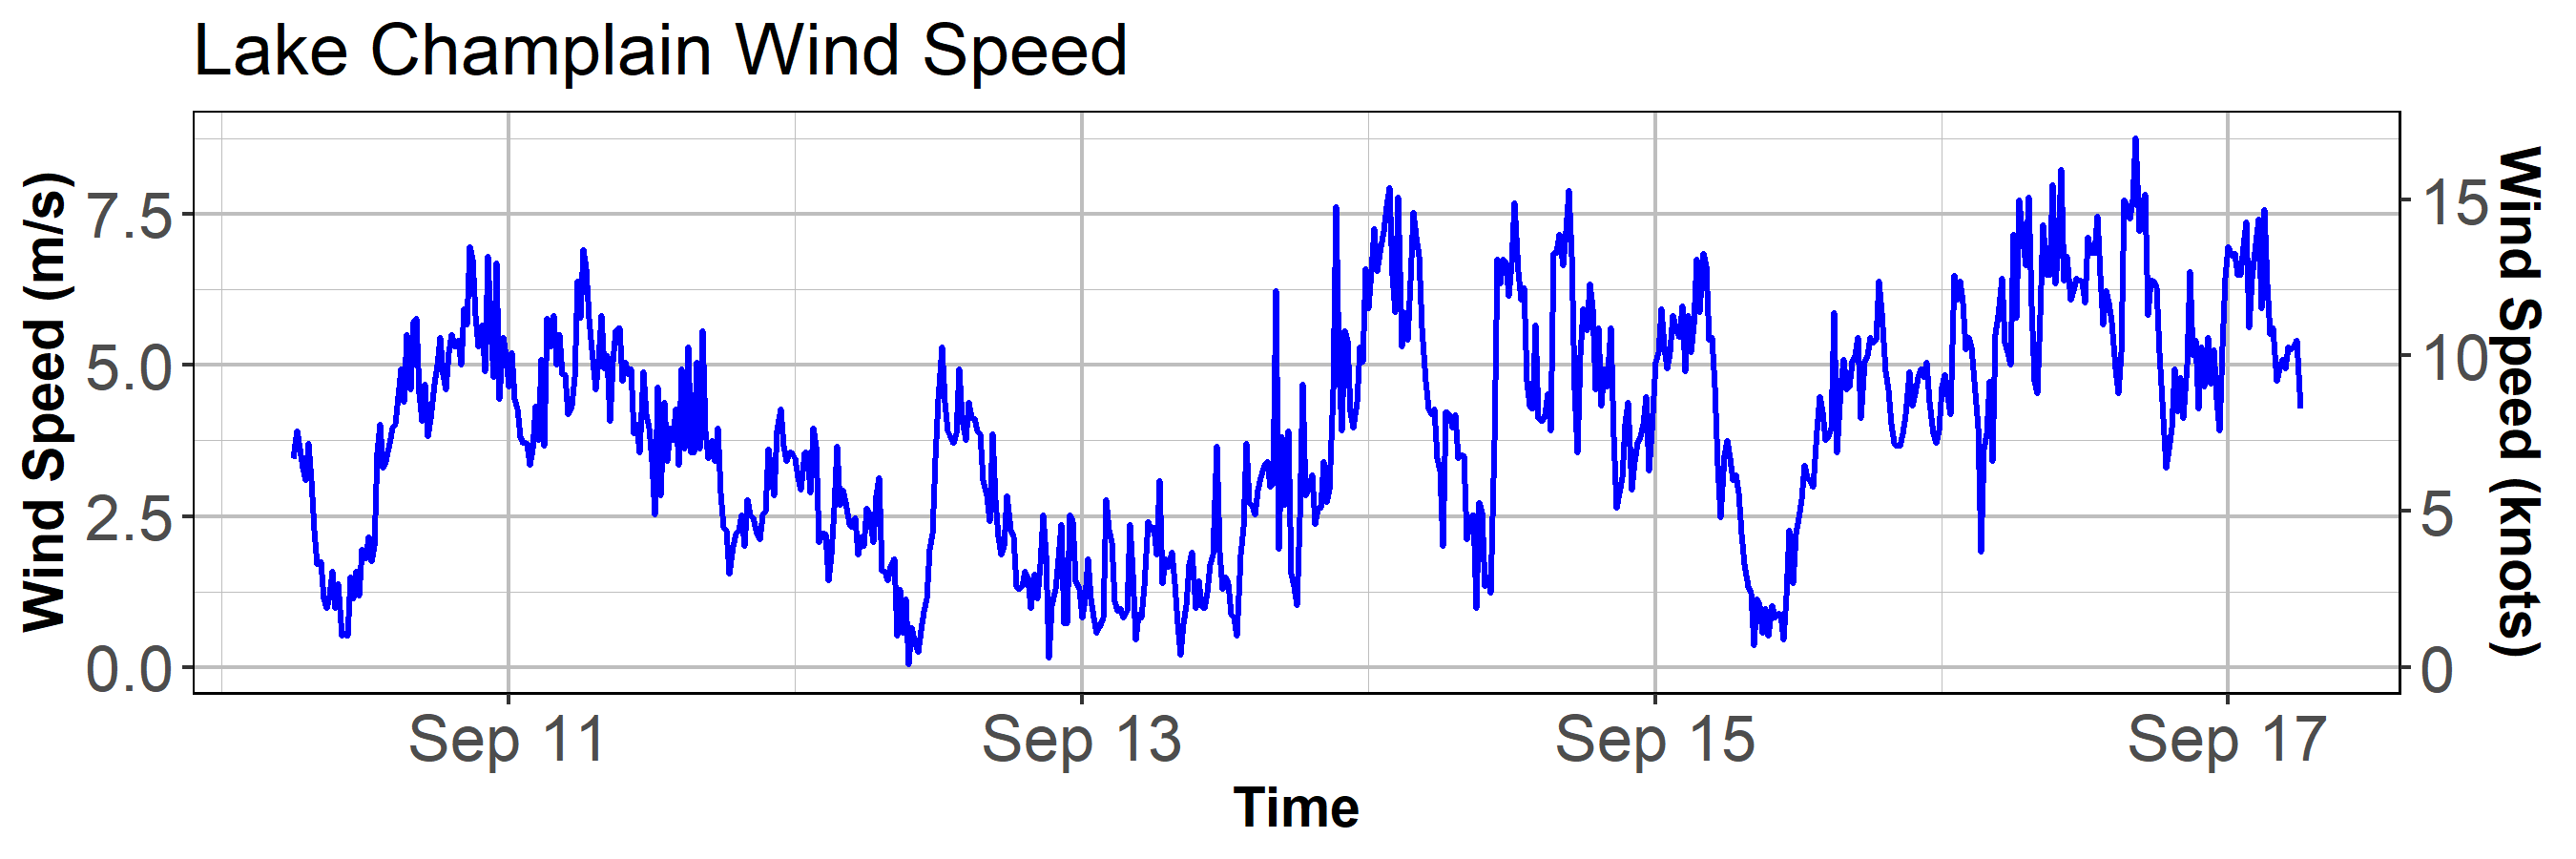 Lake Champlain Wind Speed
Wind Speed (m/s)
7.5
5.0
2.5
0.0
15
10
5
0
Wind Speed (knots)
Sep 11
Sep 13
Sep 15
Sep 17
Time